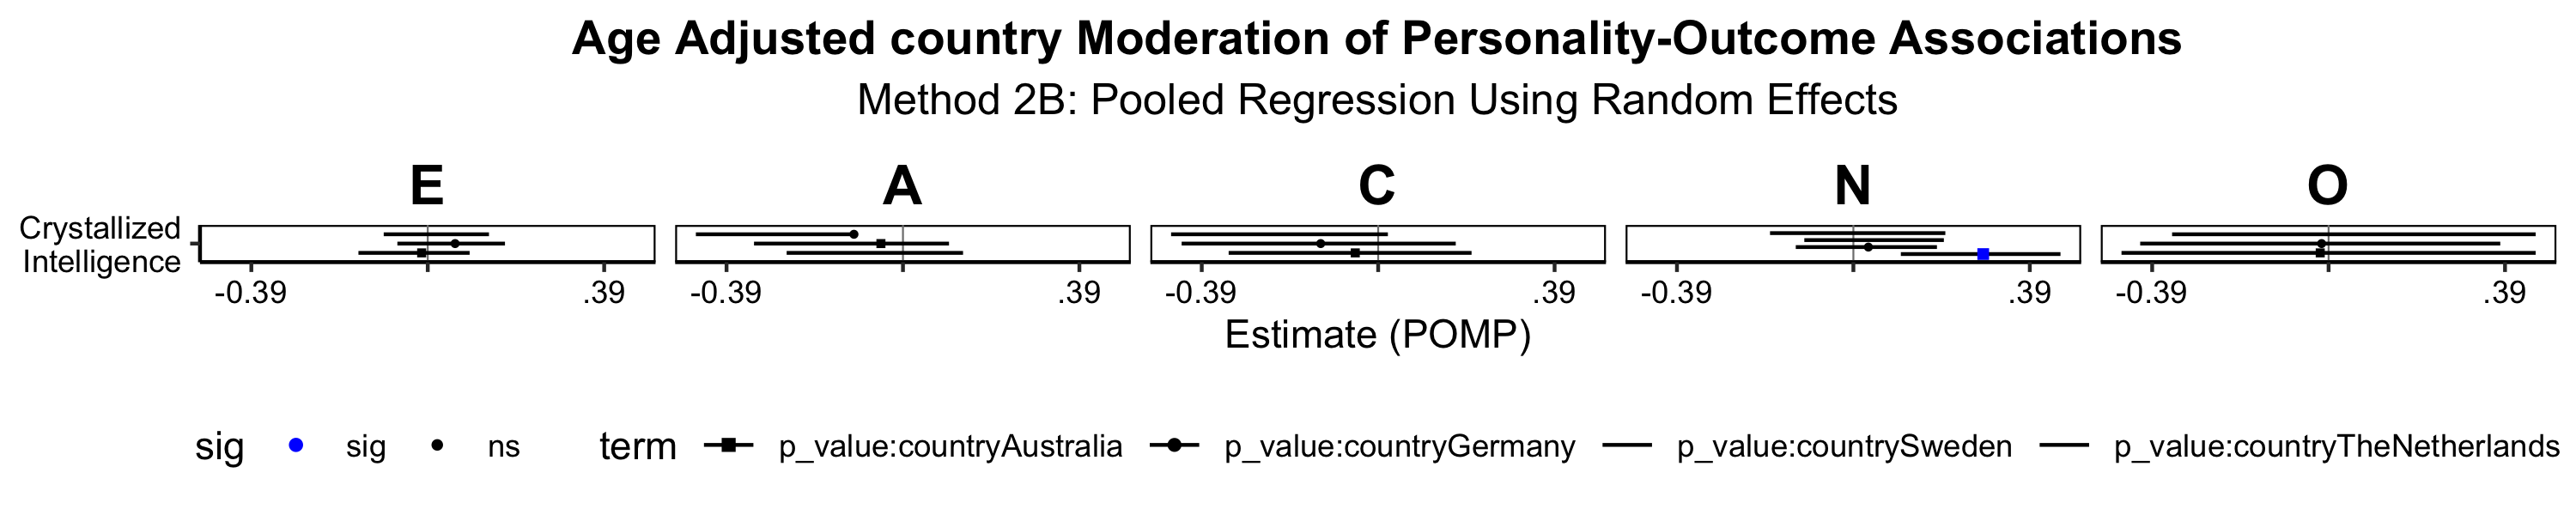 Age Adjusted country Moderation of Personality-Outcome Associations
Method 2B: Pooled Regression Using Random Effects
E A C N O
Crystallized
Intelligence
-0.39 .39 -0.39 .39 -0.39 .39 -0.39 .39 -0.39 .39
Estimate (POMP)
sig sig ns term p_value:countryAustralia p_value:countryGermany p_value:countrySweden p_value:countryTheNetherlands